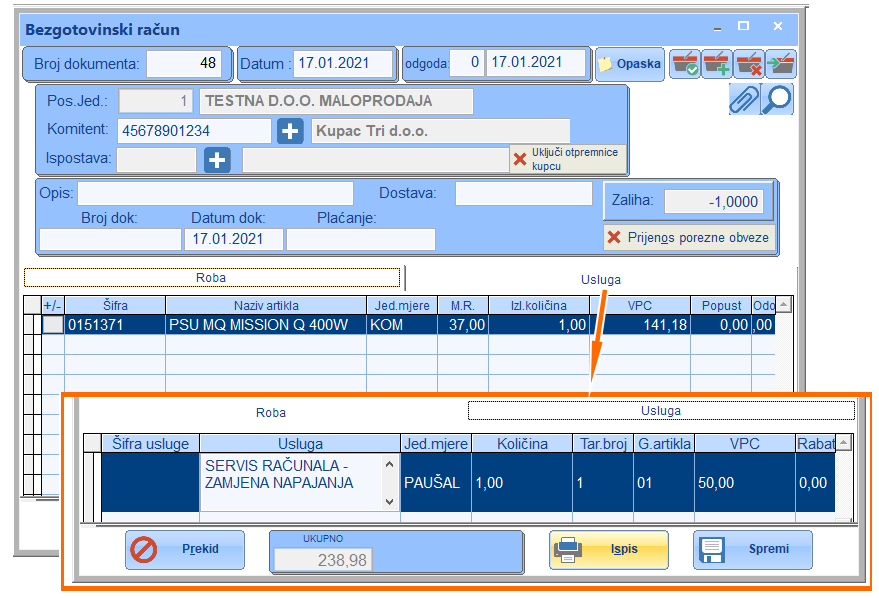 Bezgotovinski račun
Broj dokumenta: 48 Datum : 17.01.2021 odgoda: 0 17.01.2021 Opaska
Pos.Jed.: 1 TESTNA D.O.O. MALOPRODAJA
Komitent: 45678901234 Kupac Tri d.o.o.
Ispostava: Uključi otpremnice
kupcu
Opis: Dostava: Zaliha: -1,0000
Broj dok: Datum dok: Plaćanje:
17.01.2021 Prijenos porezne obveze
Roba Usluga
+/- Šifra Naziv artikla Jed.mjere M.R. Izl.količina VPC Popust Odo
0151371 PSU MQ MISSION Q 400W KOM 37,00 1,00 141,18 0,00 ,00
Roba Usluga
Šifra usluge Usluga Jed.mjere Količina Tar.broj G.artikla VPC Rabat
SERVIS RAČUNALA -
ZAMJENA NAPAJANJA PAUŠAL 1,00 1 01 50,00 0,00
Prekid UKUPNO Ispis Spremi
238,98